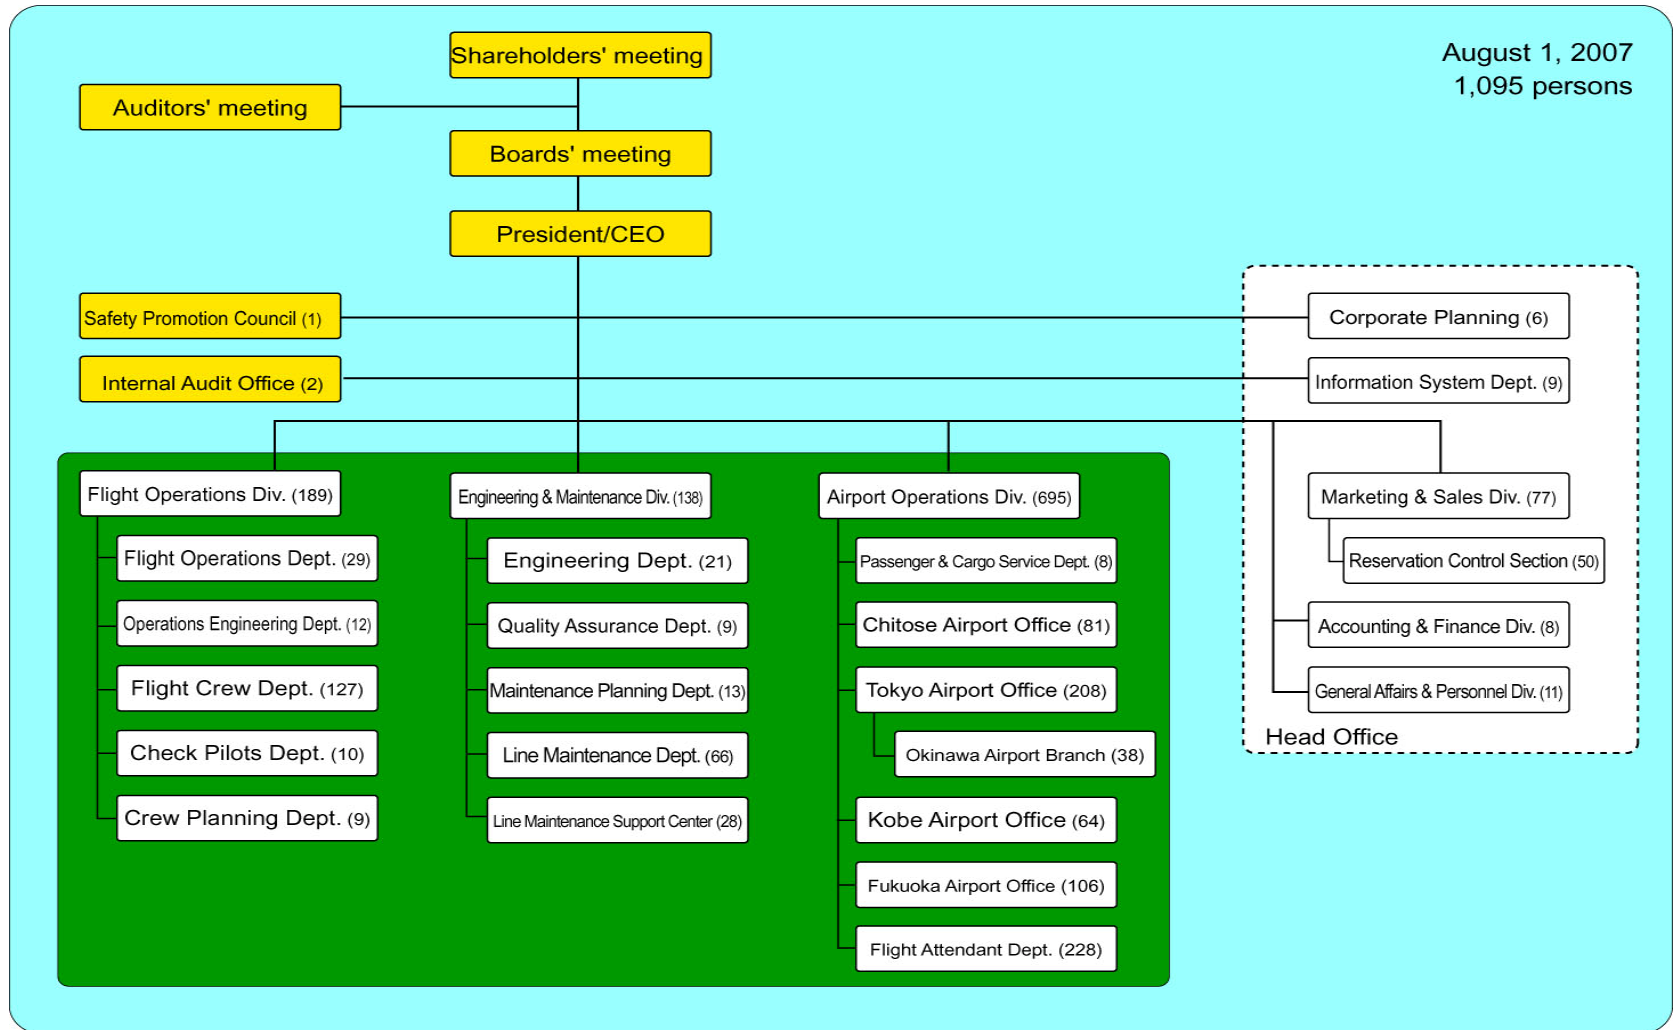 August 1, 2007
1,095 persons
Shareholders' meeting
Auditors' meeting
Boards' meeting
President/CEO
Safety Promotion Council (1)
Internal Audit Office (2)
Corporate Planning (6)
Information System Dept. (9)
Flight Operations Div. (189)
Flight Operations Dept. (29)
Operations Engineering Dept. (12)
Flight Crew Dept. (127)
Check Pilots Dept. (10)
Crew Planning Dept. (9)
Engineering & Maintenance Div. (138)
Engineering Dept. (21)
Quality Assurance Dept. (9)
Maintenance Planning Dept. (13)
Line Maintenance Dept. (66)
Line Maintenance Support Center (28)
Airport Operations Div. (695)
Passenger & Cargo Service Dept. (8)
Chitose Airport Office (81)
Tokyo Airport Office (208)
Okinawa Airport Branch (38)
Kobe Airport Office (64)
Fukuoka Airport Office (106)
Flight Attendant Dept. (228)
Marketing & Sales Div. (77)
Reservation Control Section (50)
Accounting & Finance Div. (8)
General Affairs & Personnel Div. (11)
Head Office